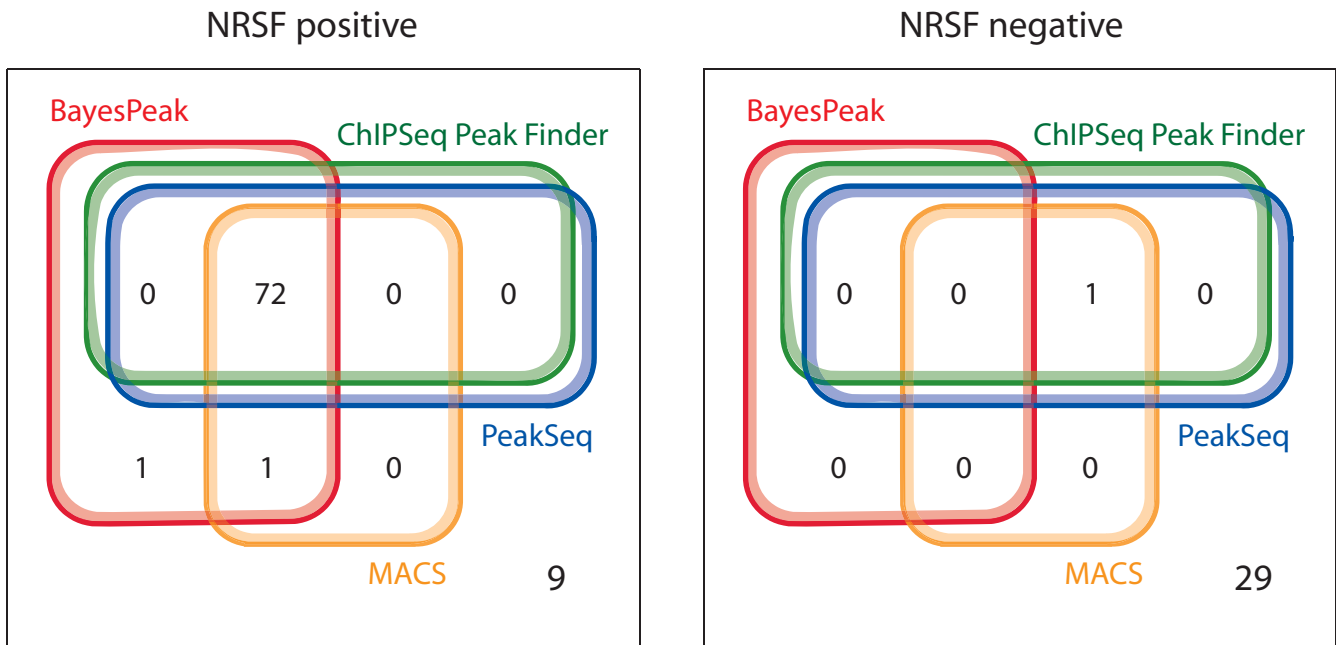 NRSF positive
NRSF negative
BayesPeak
ChIPSeq Peak Finder
0 72 0 0
PeakSeq
1 1 0
MACS
9
BayesPeak
ChIPSeq Peak Finder
0 0 1 0
PeakSeq
0 0 0
MACS
29